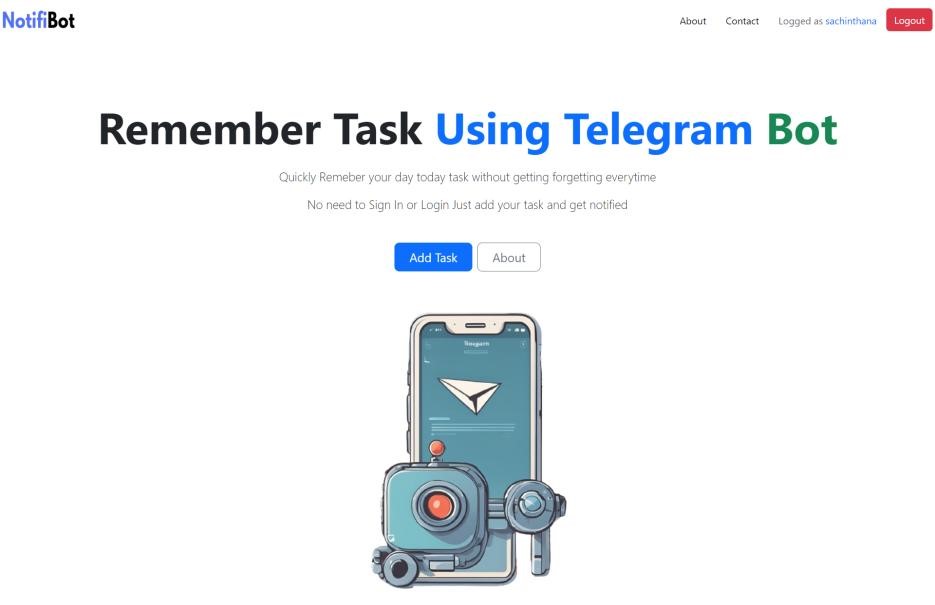 NotifiBot
About Contact Logged as sachinthana Logout
Remember Task Using Telegram Bot
Quickly Remeber your day today task without getting forgetting everytime
No need to Sign In or Login Just add your task and get notified
Add Task About